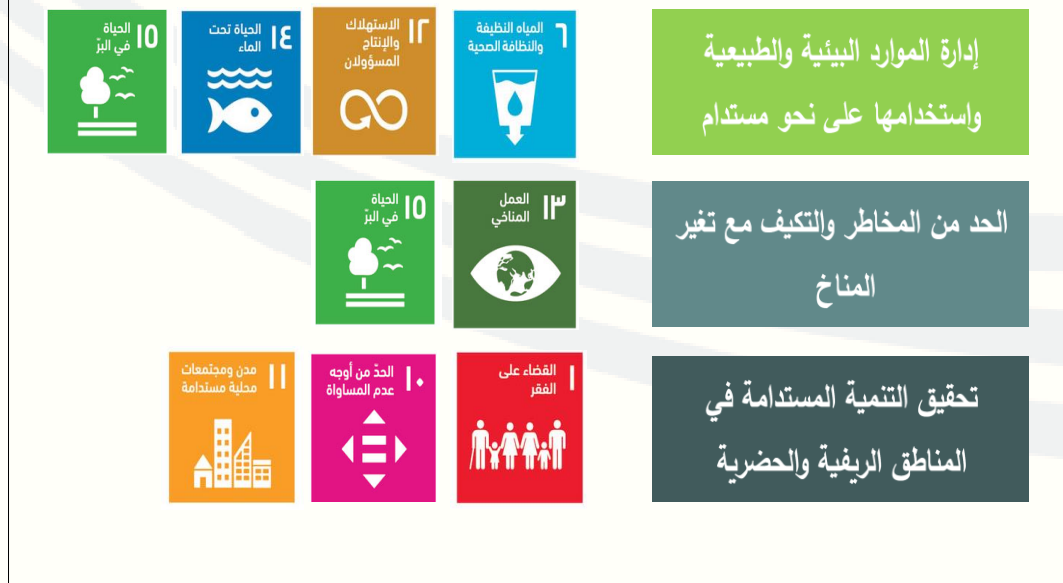 إدارة الموارد البيئية والطبيعية
واستخدامها على نحو مستدام
٦ المياه النظيفة
والنظافة الصحية
١٢ الاستهلاك
والإنتاج
المسؤولان
١٤ الحياة تحت
الماء
١٥ الحياة
في البرّ
الحد من المخاطر والتكيف مع تغير
المناخ
١٣ العمل
المناخي
١٥ الحياة
في البرّ
تحقيق التنمية المستدامة في
المناطق الريفية والحضرية
١ القضاء على
الفقر
١٠ الحدّ من أوجه
عدم المساواة
١١ مدن ومجتمعات
محلية مستدامة